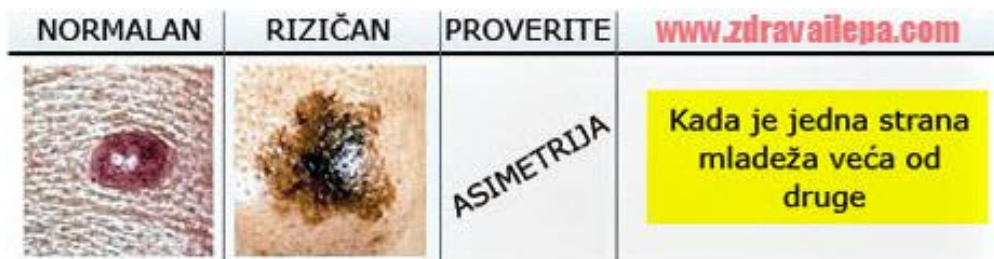 NORMALAN RIZIČAN PROVERITE www.zdravailepa.com
ASIMETRIJA
Kada je jedna strana
mladeža veća od
druge